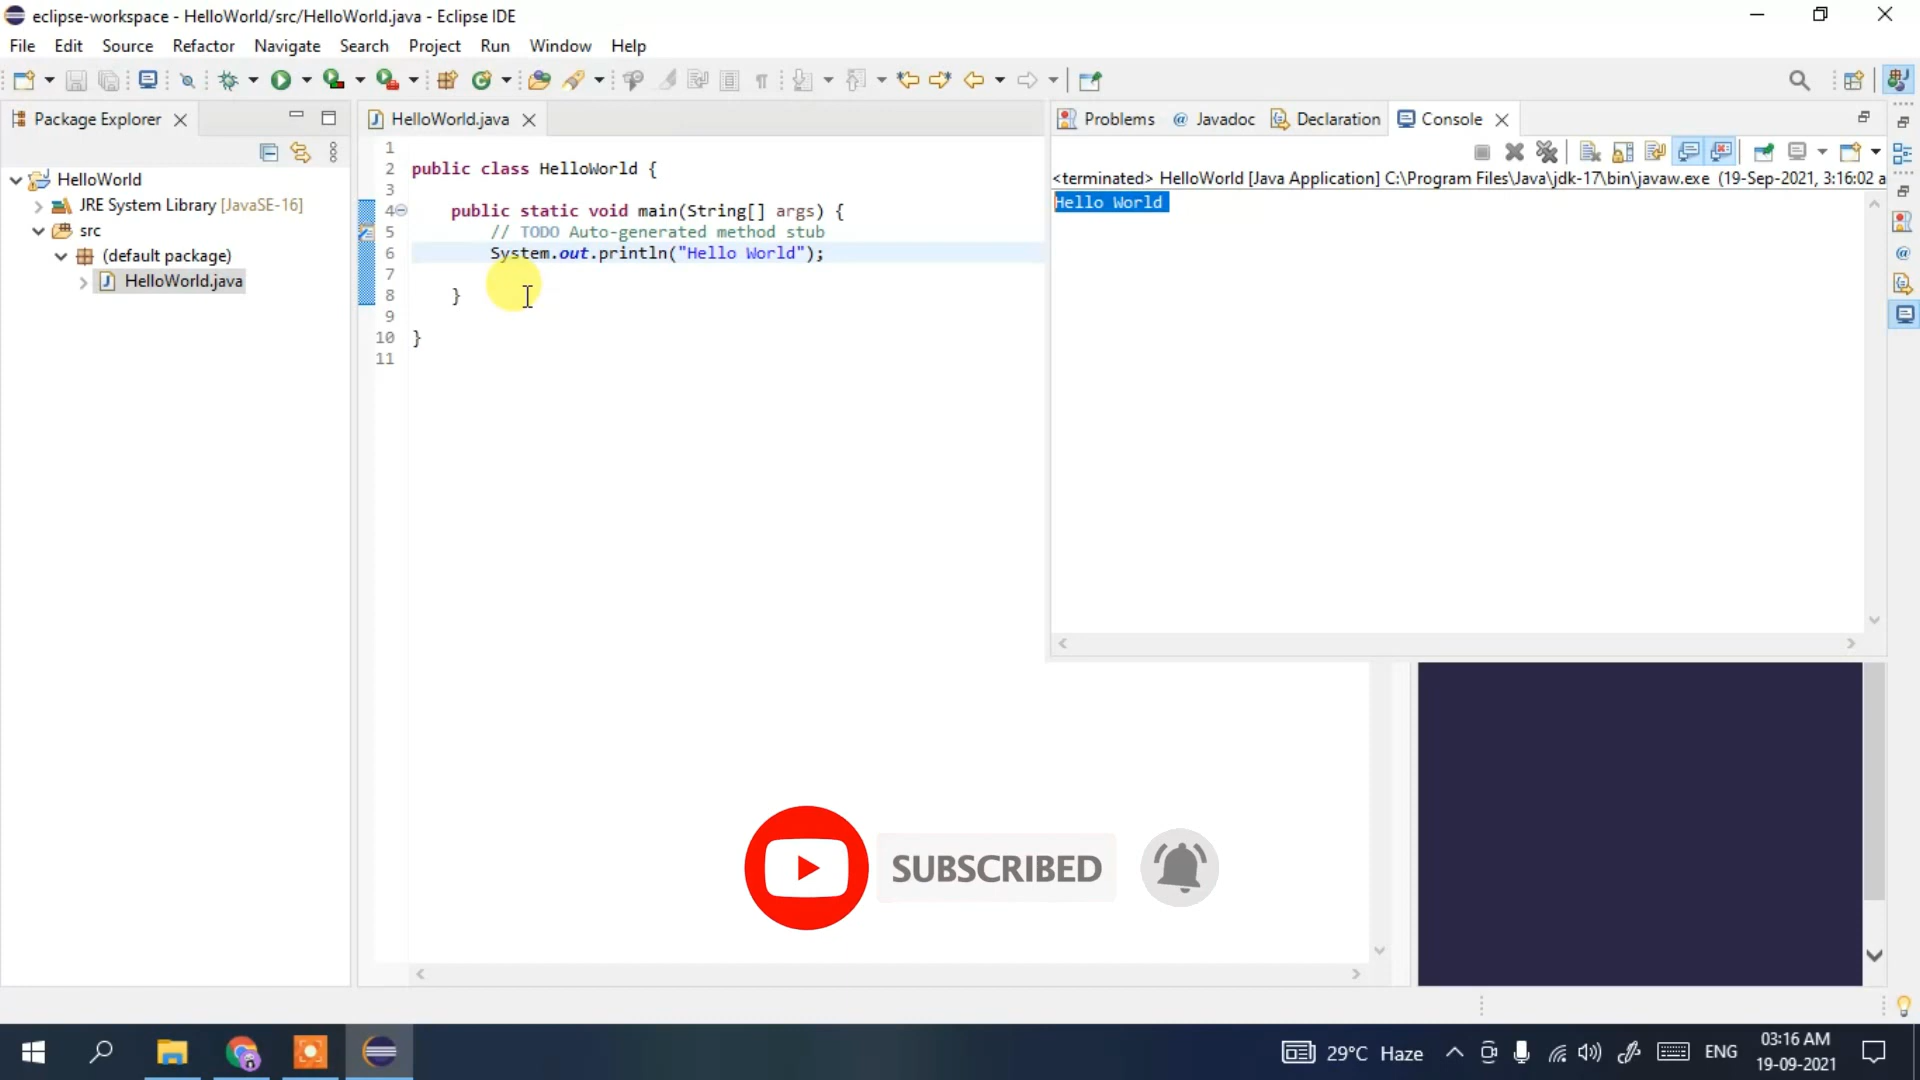 eclipse-workspace - HelloWorld/src/HelloWorld.java - Eclipse IDE
File Edit Source Refactor Navigate Search Project Run Window Help
Package Explorer
HelloWorld
JRE System Library [JavaSE-16]
src
(default package)
HelloWorld.java
HelloWorld.java
1
2 public class HelloWorld {
3
4 public static void main(String[] args) {
5 // TODO Auto-generated method stub
6 System.out.println("Hello World");
7
8 }
9
10 }
11
Problems @ Javadoc Declaration Console
<terminated> HelloWorld [Java Application] C:\Program Files\Java\jdk-17\bin\javaw.exe (19-Sep-2021, 3:16:02 a
Hello World
SUBSCRIBED
29°C Haze ENG 03:16 AM
19-09-2021